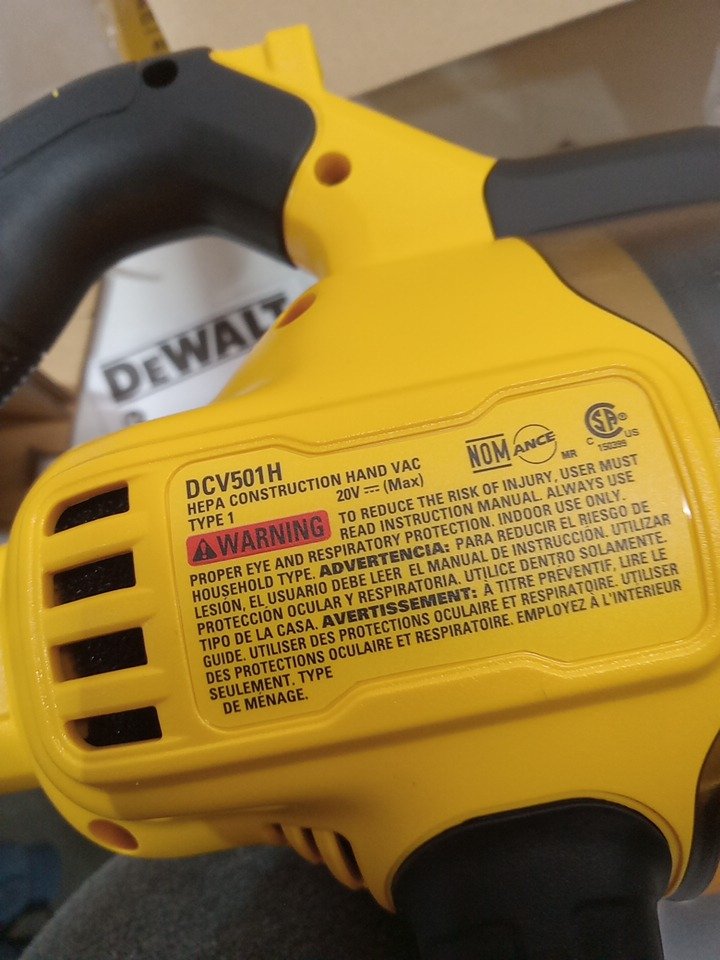 DEWALT
DCV501H
HEPA CONSTRUCTION HAND VAC
TYPE 1
20V ⎓ (Max)
NOM ANCE MR
CSA ®
C US
150399
WARNING TO REDUCE THE RISK OF INJURY, USER MUST
READ INSTRUCTION MANUAL. ALWAYS USE
PROPER EYE AND RESPIRATORY PROTECTION. INDOOR USE ONLY.
HOUSEHOLD TYPE. ADVERTENCIA: PARA REDUCIR EL RIESGO DE
LESIÓN, EL USUARIO DEBE LEER EL MANUAL DE INSTRUCCIÓN. UTILIZAR
PROTECCIÓN OCULAR Y RESPIRATORIA. UTILICE DENTRO SOLAMENTE.
TIPO DE LA CASA. AVERTISSEMENT: À TITRE PREVENTIF, LIRE LE
GUIDE. UTILISER DES PROTECTIONS OCULAIRE ET RESPIRATOIRE. UTILISER
DES PROTECTIONS OCULAIRE ET RESPIRATOIRE. EMPLOYEZ À L'INTERIEUR
SEULEMENT. TYPE
DE MENAGE.